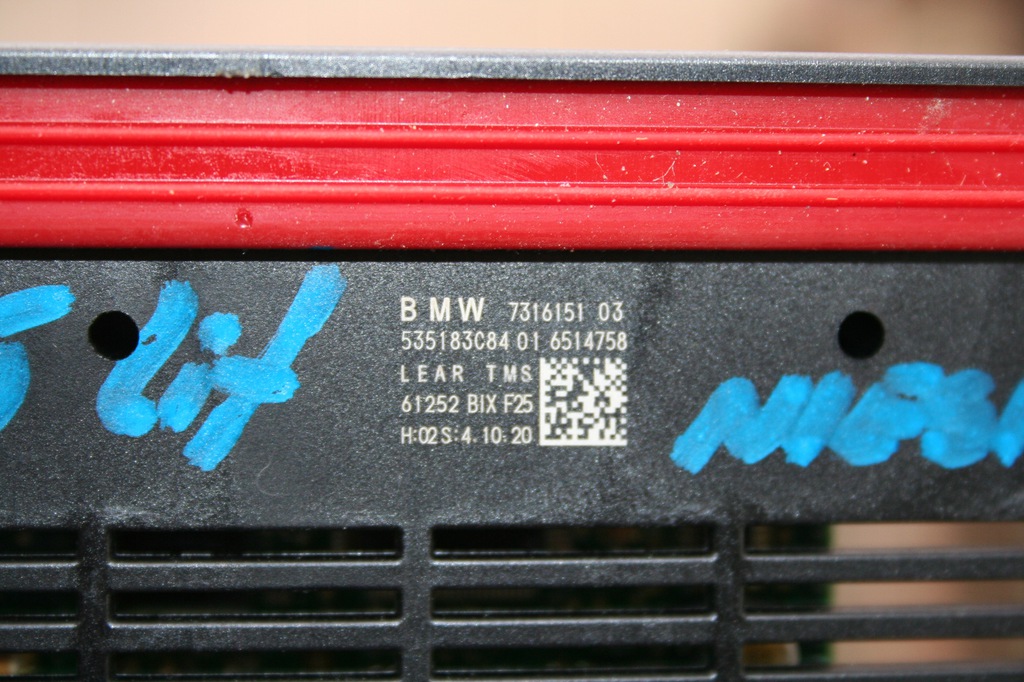 BMW 7316151 03
535183C84 01 6514758
LEAR TMS
61252 BIX F25
H:02 S:4.10:20